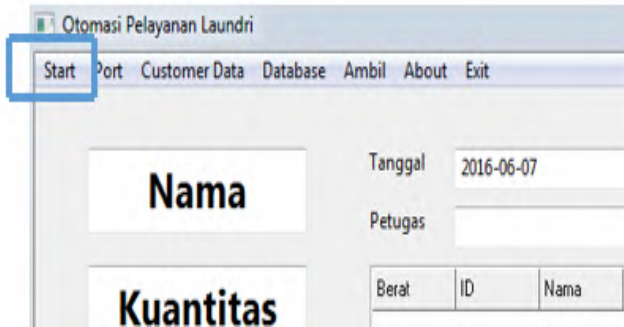 Otomasi Pelayanan Laundri
Start Port Customer Data Database Ambil About Exit
Nama
Tanggal 2016-06-07
Petugas
Kuantitas
Berat ID Nama